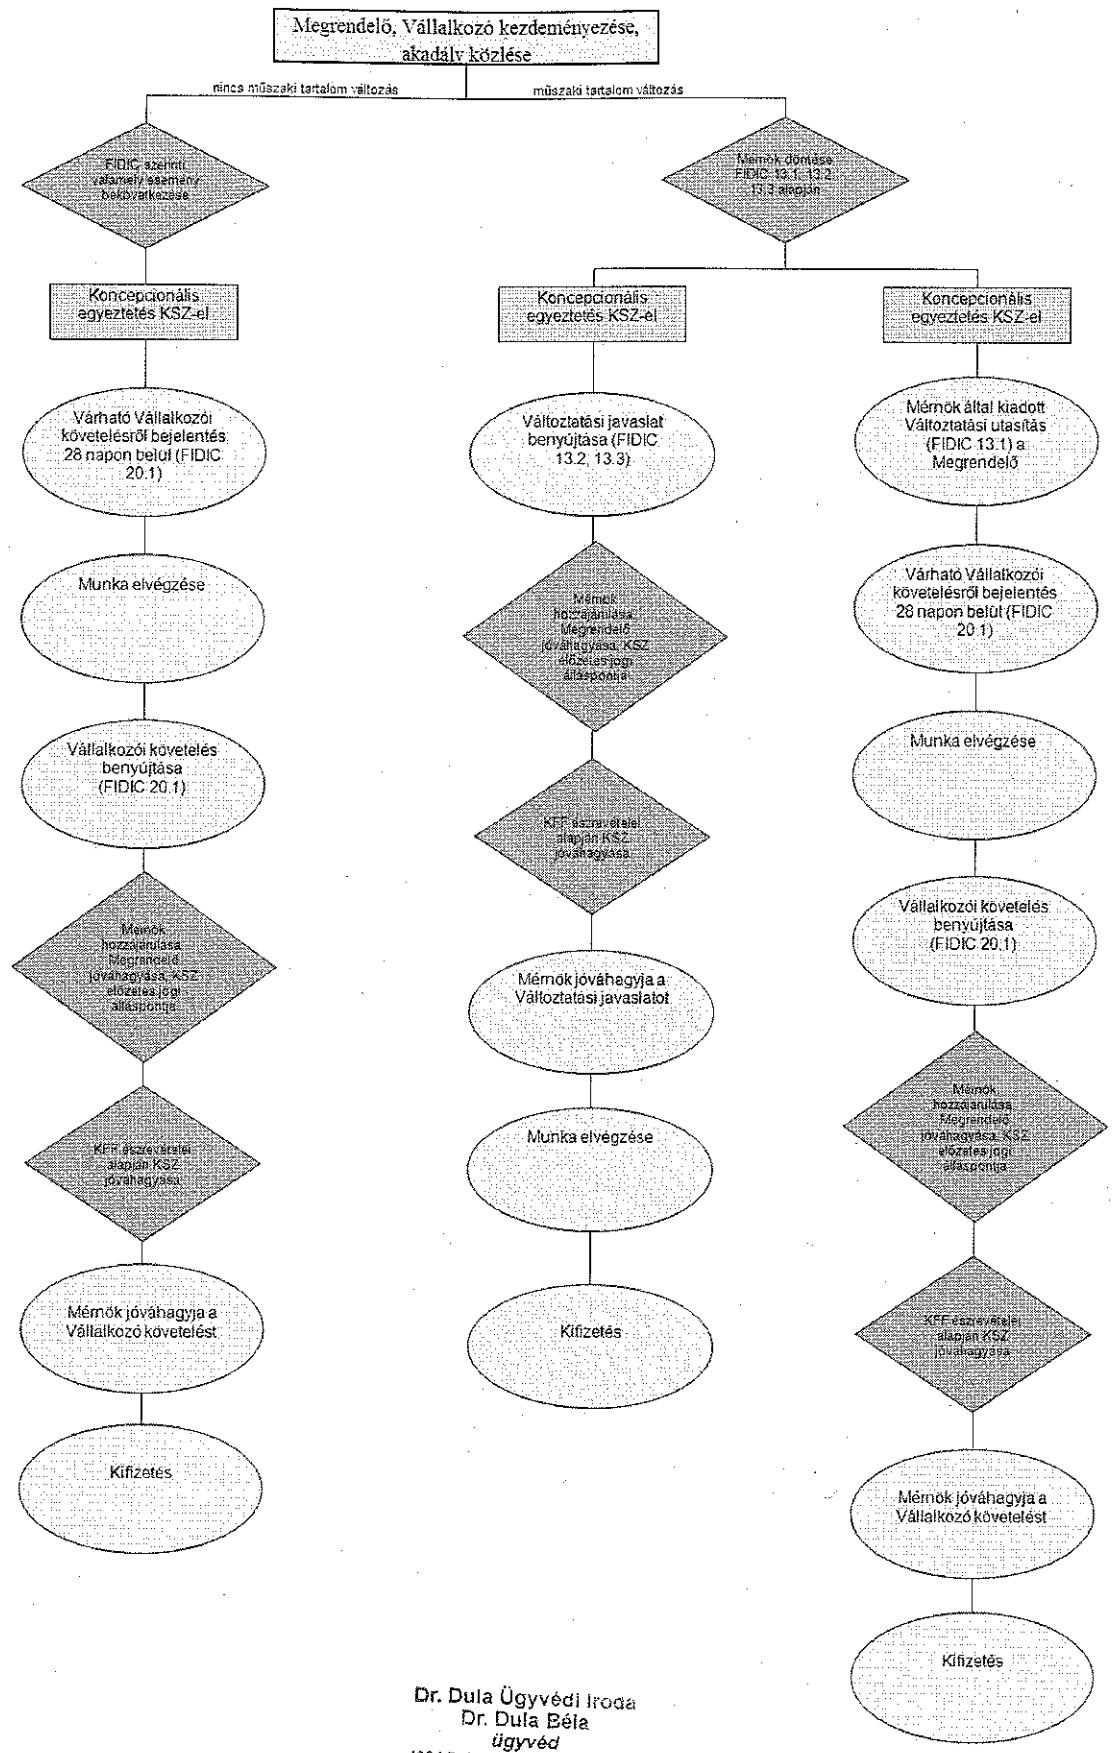 Megrendelő, Vállalkozó kezdeményezése,
akadály közlése
nincs műszaki tartalom változás
műszaki tartalom változás
FIDIC szerinti
valamely esemény
bekövetkezése
Mérnök döntése
FIDIC 13.1, 13.2,
13.3 alapján
Koncepcionális
egyeztetés KSZ-el
Koncepcionális
egyeztetés KSZ-el
Koncepcionális
egyeztetés KSZ-el
Várható Vállalkozói
követelésről bejelentés
28 napon belül (FIDIC
20.1)
Változtatási javaslat
benyújtása (FIDIC
13.2, 13.3)
Mérnök által kiadott
Változtatási utasítás
(FIDIC 13.1) a
Megrendelő
Munka elvégzése
Mérnök
hozzájárulása,
Megrendelő
jóváhagyása, KSZ
előzetes jogi
álláspontja
Várható Vállalkozói
követelésről bejelentés
28 napon belül (FIDIC
20.1)
Vállalkozói követelés
benyújtása
(FIDIC 20.1)
KFF észrevételei
alapján KSZ
jóváhagyása
Munka elvégzése
Mérnök
hozzájárulása,
Megrendelő
jóváhagyása, KSZ
előzetes jogi
álláspontja
Mérnök jóváhagyja a
Változtatási javaslatot
Vállalkozói követelés
benyújtása
(FIDIC 20.1)
KFF észrevételei
alapján KSZ
jóváhagyása
Munka elvégzése
Mérnök
hozzájárulása,
Megrendelő
jóváhagyása, KSZ
előzetes jogi
álláspontja
Mérnök jóváhagyja a
Vállalkozó követelést
Kifizetés
KFF észrevételei
alapján KSZ
jóváhagyása
Kifizetés
Mérnök jóváhagyja a
Vállalkozó követelést
Kifizetés
Dr. Dula Ügyvédi Iroda
Dr. Dula Béla
ügyvéd